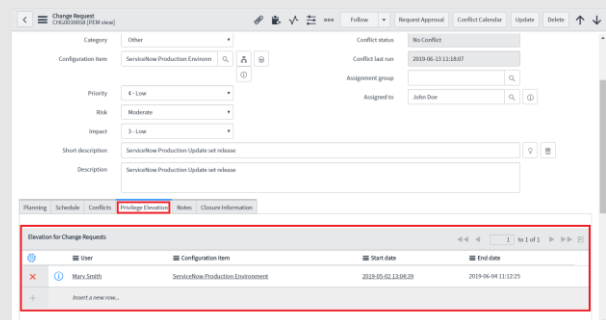 Change Request
CHG0030058 [PEM view]
Follow
Request Approval
Conflict Calendar
Update
Delete
Category
Other
Conflict status
No Conflict
Configuration item
ServiceNow Production Environm
Conflict last run
2019-06-13 11:18:07
Assignment group
Priority
4 - Low
Assigned to
John Doe
Risk
Moderate
Impact
3 - Low
Short description
ServiceNow Production Update set release
Description
ServiceNow Production Update set release
Planning
Schedule
Conflicts
Privilege Elevation
Notes
Closure Information
Elevation for Change Requests
1 to 1 of 1
User
Configuration item
Start date
End date
Mary Smith
ServiceNow Production Environment
2019-05-02 13:04:39
2019-06-04 11:12:25
Insert a new row...